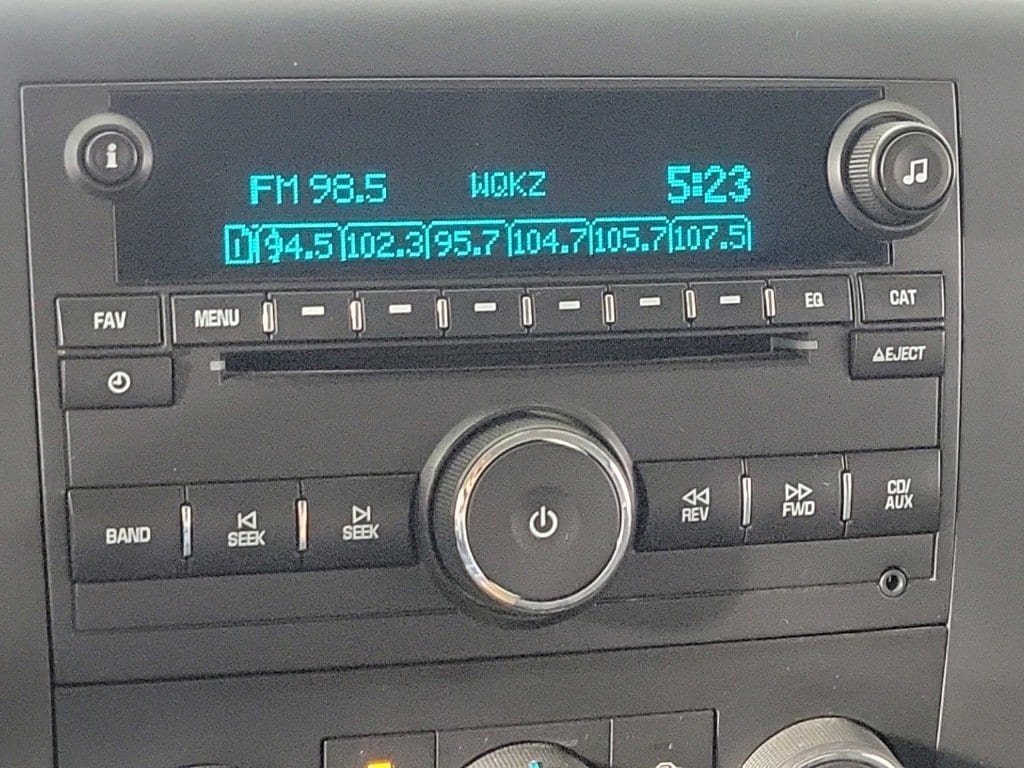 i
FM 98.5 WQKZ 5:23
1 94.5 102.3 95.7 104.7 105.7 107.5
FAV MENU EQ CAT
EJECT
BAND SEEK SEEK REV FWD CD/AUX